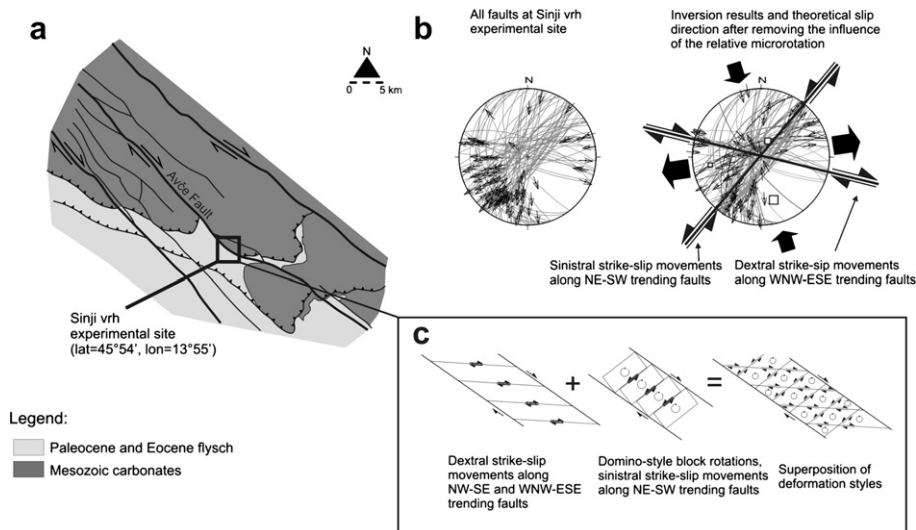 a
N
0 5 km
Avče Fault
Sinji vrh
experimental site
(lat=45°54’, lon=13°55’)
Legend:
Paleocene and Eocene flysch
Mesozoic carbonates
b
All faults at Sinji vrh
experimental site
N
Inversion results and theoretical slip
direction after removing the influence
of the relative microrotation
N
Sinistral strike-slip movements
along NE-SW trending faults
Dextral strike-sip movements
along WNW-ESE trending faults
c
+
=
Dextral strike-slip
movements along
NW-SE and WNW-ESE
trending faults
Domino-style block rotations,
sinistral strike-slip movements
along NE-SW trending faults
Superposition of
deformation styles